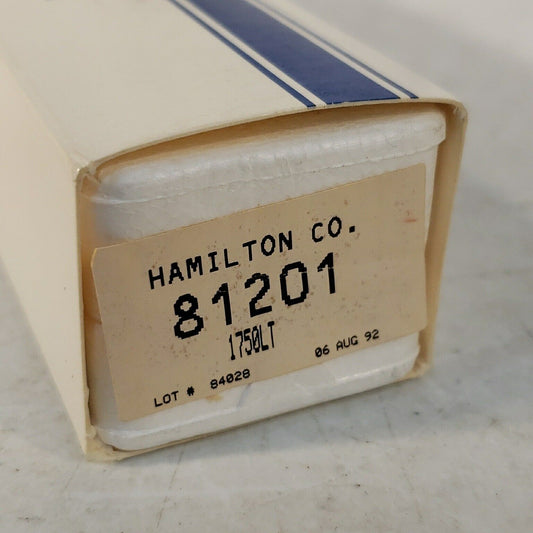 HAMILTON CO.
81201
1750LT
LOT # 84028 06 AUG 92